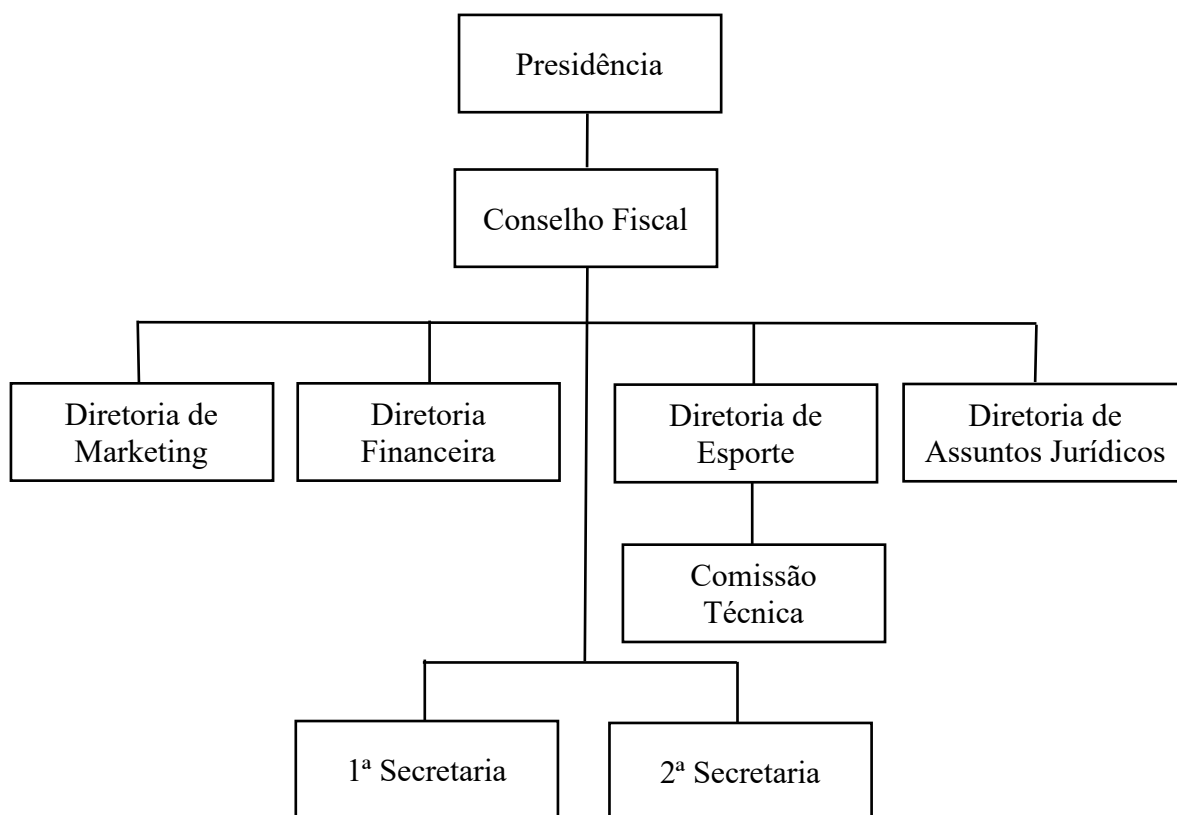 Presidência
Conselho Fiscal
Diretoria de
Marketing
Diretoria
Financeira
Diretoria de
Esporte
Diretoria de
Assuntos Jurídicos
Comissão
Técnica
1ª Secretaria
2ª Secretaria